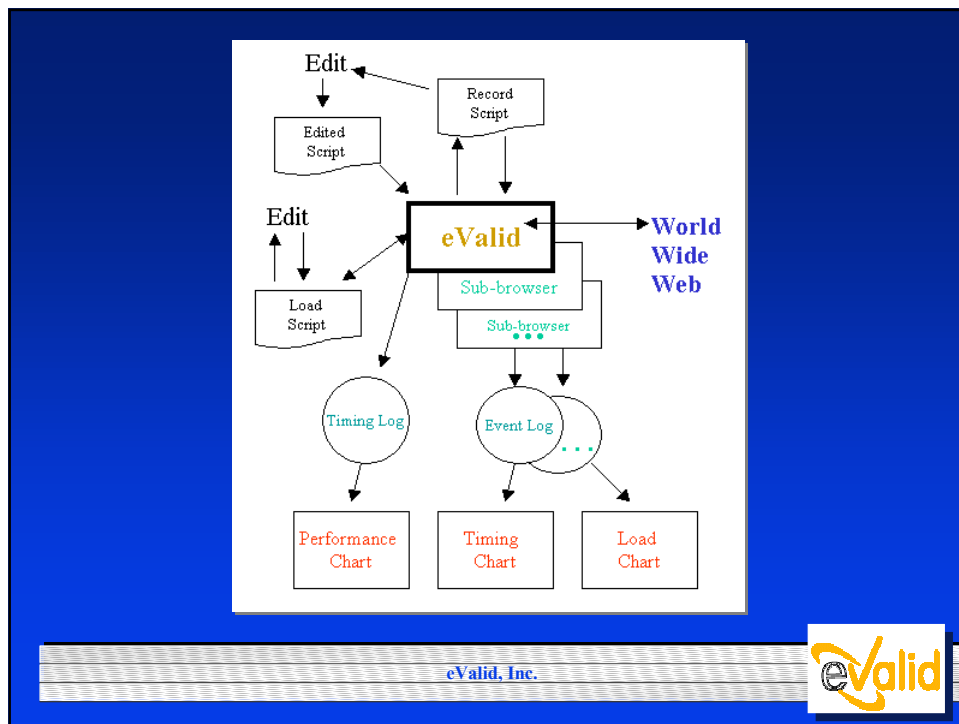 Edit
Record
Script
Edited
Script
Edit
eValid
World
Wide
Web
Sub-browser
Load
Script
Sub-browser
Timing Log
Event Log
Performance
Chart
Timing
Chart
Load
Chart
eValid, Inc.
eValid